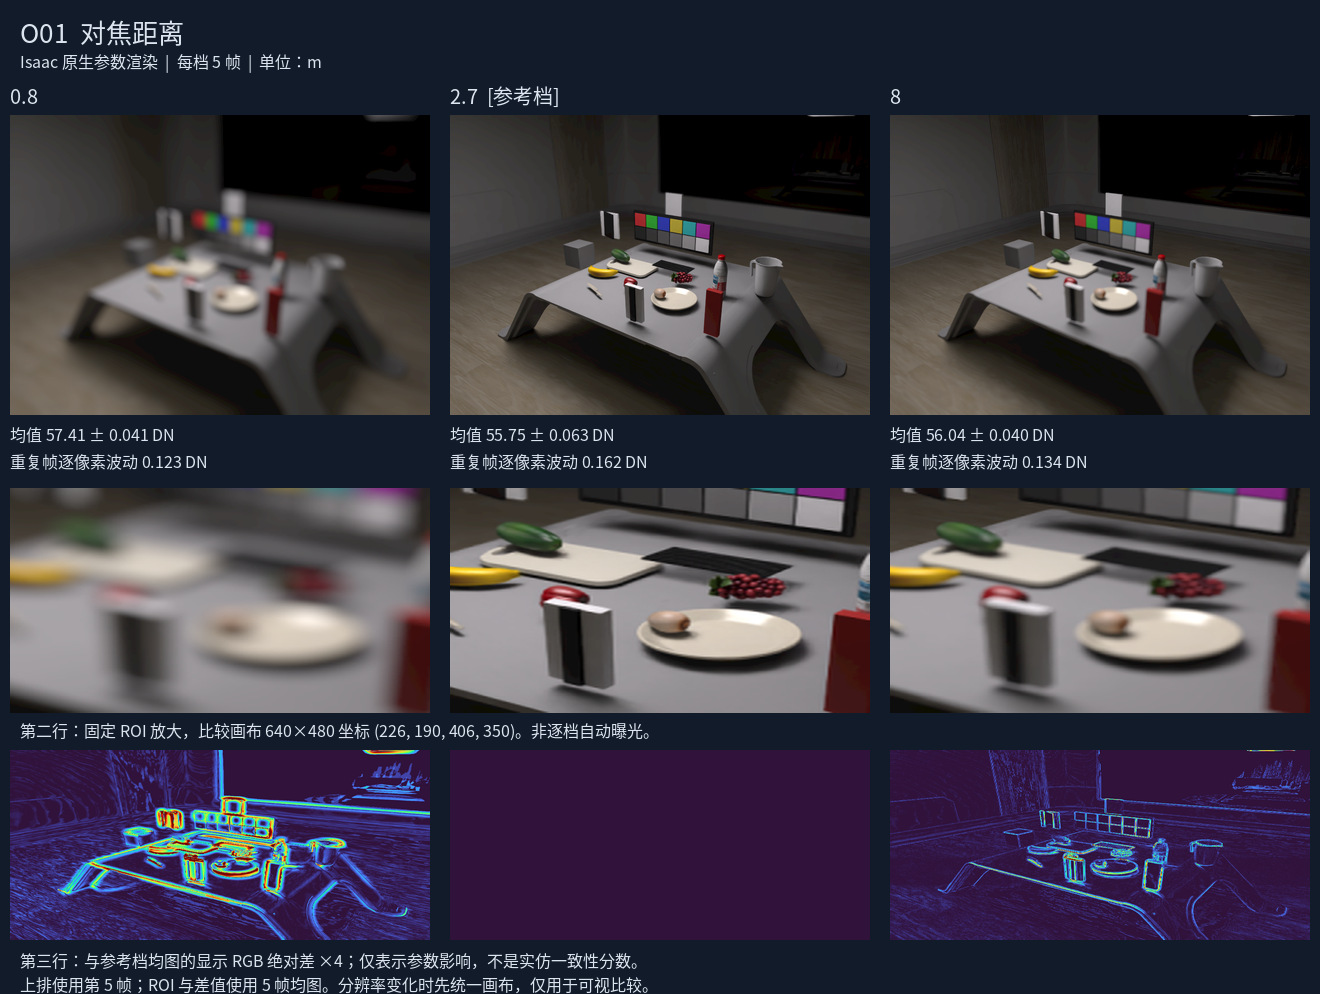 O01 对焦距离
Isaac 原生参数渲染 | 每档 5 帧 | 单位：m
0.8
2.7 [参考档]
8
均值 57.41 ± 0.041 DN
重复帧逐像素波动 0.123 DN
均值 55.75 ± 0.063 DN
重复帧逐像素波动 0.162 DN
均值 56.04 ± 0.040 DN
重复帧逐像素波动 0.134 DN
第二行：固定 ROI 放大，比较画布 640×480 坐标 (226, 190, 406, 350)。非逐档自动曝光。
第三行：与参考档均图的显示 RGB 绝对差 ×4；仅表示参数影响，不是实仿一致性分数。
上排使用第 5 帧；ROI 与差值使用 5 帧均图。分辨率变化时先统一画布，仅用于可视比较。